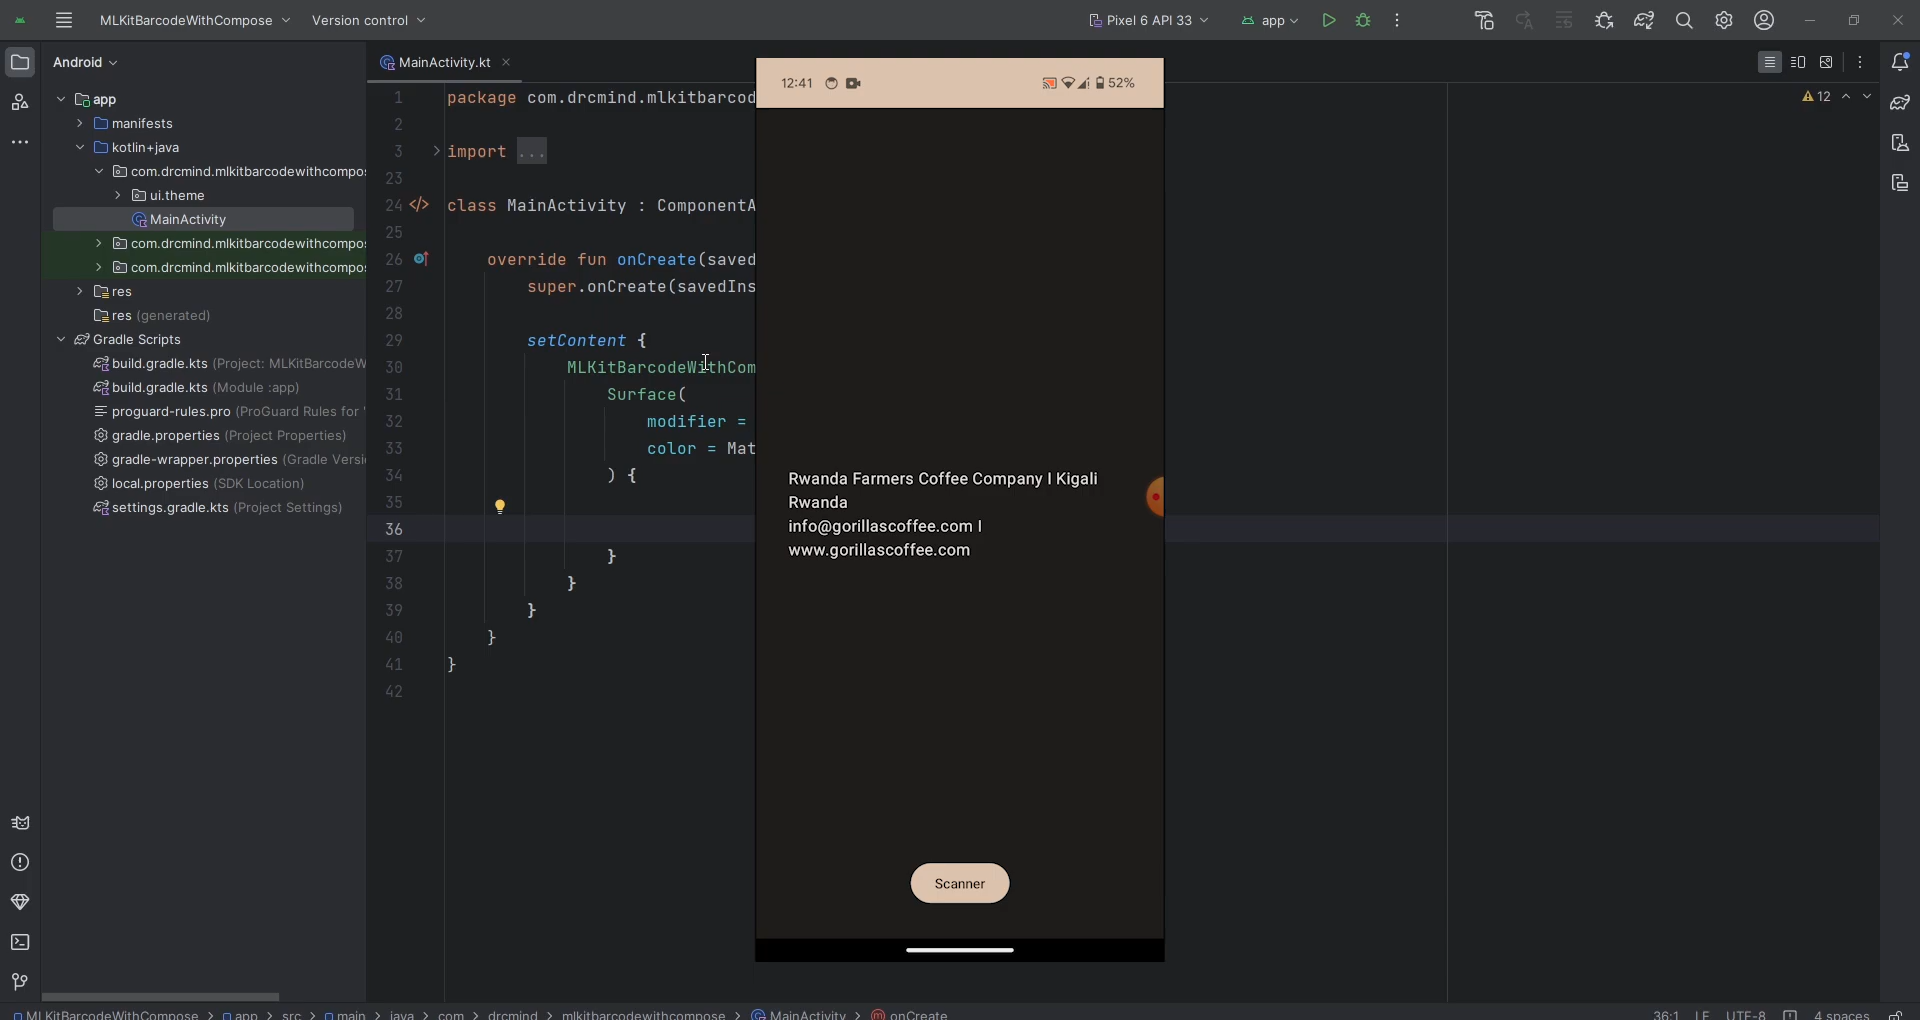 MLKitBarcodeWithCompose
Version control
Pixel 6 API 33
app
Android
MainActivity.kt
app
manifests
kotlin+java
com.drcmind.mlkitbarcodewithcompo
ui.theme
MainActivity
com.drcmind.mlkitbarcodewithcompo
com.drcmind.mlkitbarcodewithcompo
res
res (generated)
Gradle Scripts
build.gradle.kts (Project: MLKitBarcodeW
build.gradle.kts (Module :app)
proguard-rules.pro (ProGuard Rules for "
gradle.properties (Project Properties)
gradle-wrapper.properties (Gradle Versi
local.properties (SDK Location)
settings.gradle.kts (Project Settings)
1 package com.drcmind.mlkitbarcod
2
3 import ...
23
24 class MainActivity : ComponentA
25
26 override fun onCreate(saved
27 super.onCreate(savedIns
28
29 setContent {
30 MLKitBarcodeWithCom
31 Surface(
32 modifier =
33 color = Mat
34 ) {
35
36
37 }
38 }
39 }
40 }
41 }
42
12
12:41
52%
Rwanda Farmers Coffee Company I Kigali
Rwanda
info@gorillascoffee.com I
www.gorillascoffee.com
Scanner
MLKitBarcodeWithCompose > app > src > main > java > com > drcmind > mlkitbarcodewithcompose > MainActivity > onCreate
36:1 LF UTF-8 4 spaces